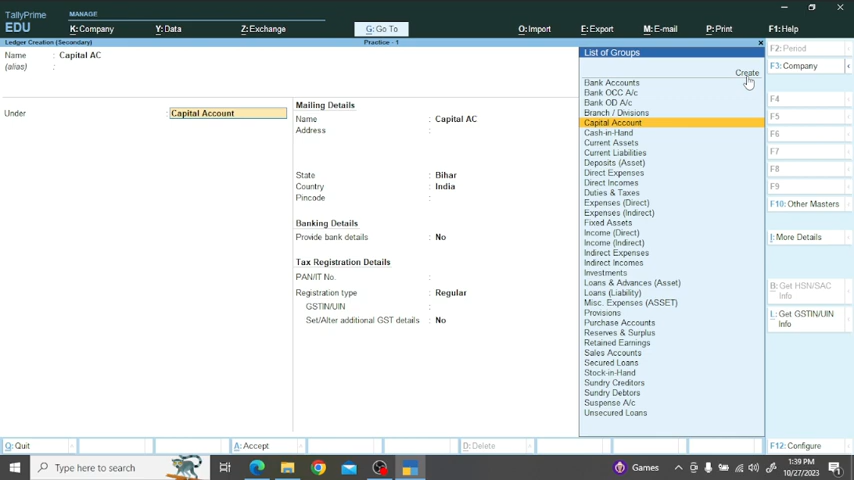 TallyPrime
EDU
MANAGE
K: Company
Y: Data
Z: Exchange
G: Go To
O: Import
E: Export
M: E-mail
P: Print
F1: Help
Ledger Creation (Secondary)
Practice - 1
Name : Capital AC
(alias) :
Under : Capital Account
Mailing Details
Name : Capital AC
Address :
State : Bihar
Country : India
Pincode :
Banking Details
Provide bank details : No
Tax Registration Details
PAN/IT No. :
Registration type : Regular
GSTIN/UIN :
Set/Alter additional GST details : No
List of Groups
Create
Bank Accounts
Bank OCC A/c
Bank OD A/c
Branch / Divisions
Capital Account
Cash-in-Hand
Current Assets
Current Liabilities
Deposits (Asset)
Direct Expenses
Direct Incomes
Duties & Taxes
Expenses (Direct)
Expenses (Indirect)
Fixed Assets
Income (Direct)
Income (Indirect)
Indirect Expenses
Indirect Incomes
Investments
Loans & Advances (Asset)
Loans (Liability)
Misc. Expenses (ASSET)
Provisions
Purchase Accounts
Reserves & Surplus
Retained Earnings
Sales Accounts
Secured Loans
Stock-in-Hand
Sundry Creditors
Sundry Debtors
Suspense A/c
Unsecured Loans
F2: Period
F3: Company
F4
F5
F6
F7
F8
F9
F10: Other Masters
I: More Details
B: Get HSN/SAC
Info
L: Get GSTIN/UIN
Info
F12: Configure
Q: Quit
A: Accept
D: Delete
Type here to search
Games
1:39 PM
10/27/2023